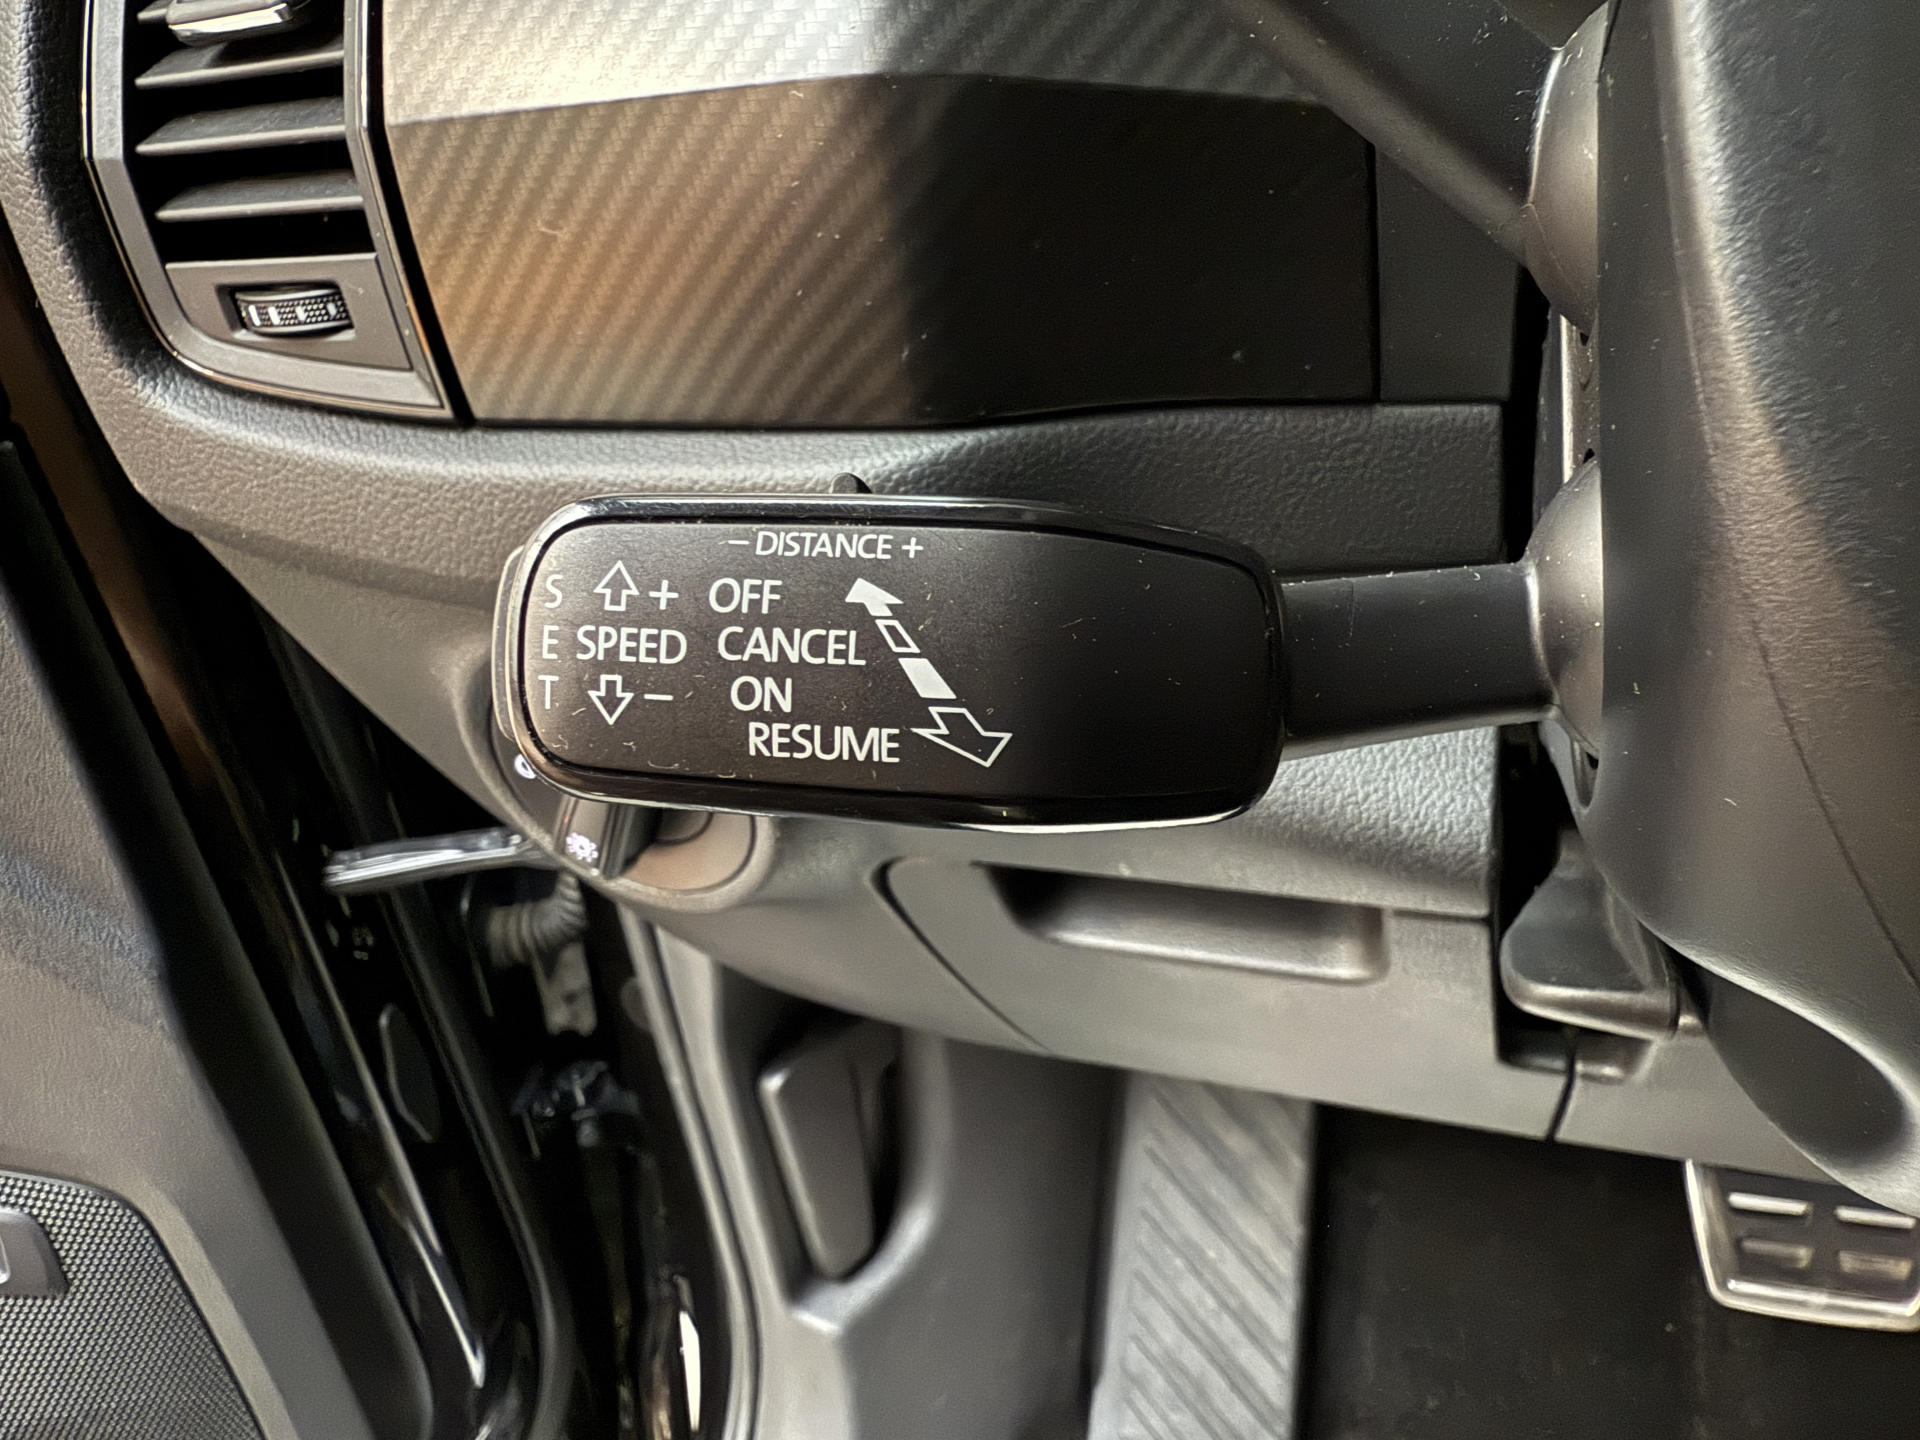 – DISTANCE +
S + OFF
E SPEED CANCEL
T – ON
RESUME